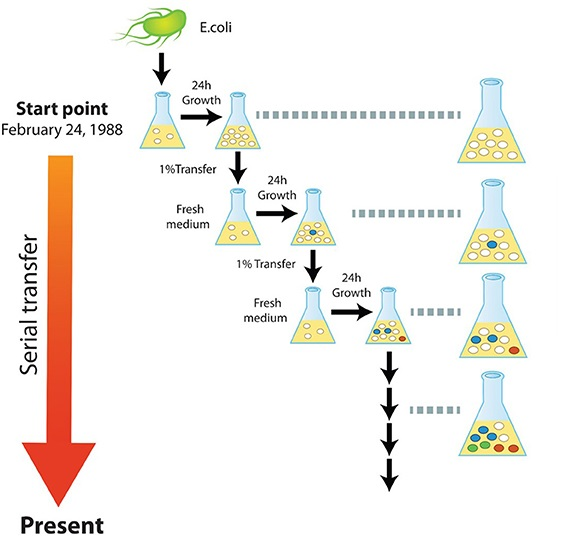 E.coli
24h
Growth
Start point
February 24, 1988
1%Transfer
24h
Growth
Fresh
medium
1% Transfer
24h
Growth
Fresh
medium
Serial transfer
Present